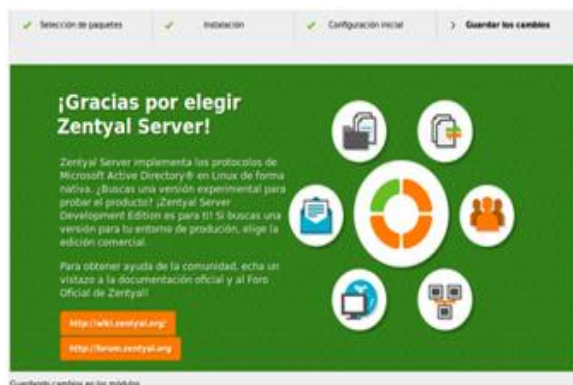 Selección de paquetes
Instalación
Configuración inicial
Guardar los cambios
¡Gracias por elegir
Zentyal Server!
Zentyal Server implementa los protocolos de
Microsoft Active Directory® en Linux de forma
nativa. ¿Buscas una versión experimental para
probar el producto? ¡Zentyal Server
Development Edition es para ti! Si buscas una
versión para tu entorno de produción, elige la
edición comercial.
Para obtener ayuda de la comunidad, echa un
vistazo a la documentación oficial y al Foro
Oficial de Zentyal!
http://wiki.zentyal.org/
http://forum.zentyal.org
Guardando cambios en los módulos